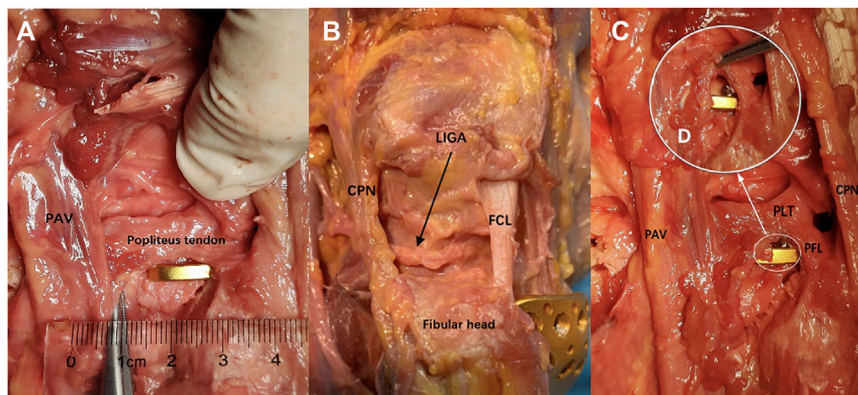 A
PAV
Popliteus tendon
0 1cm 2 3 4
B
LIGA
CPN
FCL
Fibular head
C
D
PLT
CPN
PAV
PFL